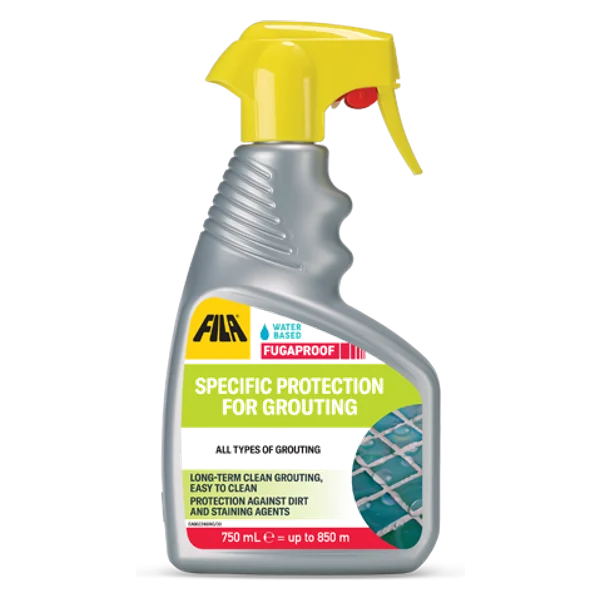 FILA
WATER
BASED
FUGAPROOF
SPECIFIC PROTECTION
FOR GROUTING
ALL TYPES OF GROUTING
LONG-TERM CLEAN GROUTING,
EASY TO CLEAN
PROTECTION AGAINST DIRT
AND STAINING AGENTS
750 mL ℮ = up to 850 m